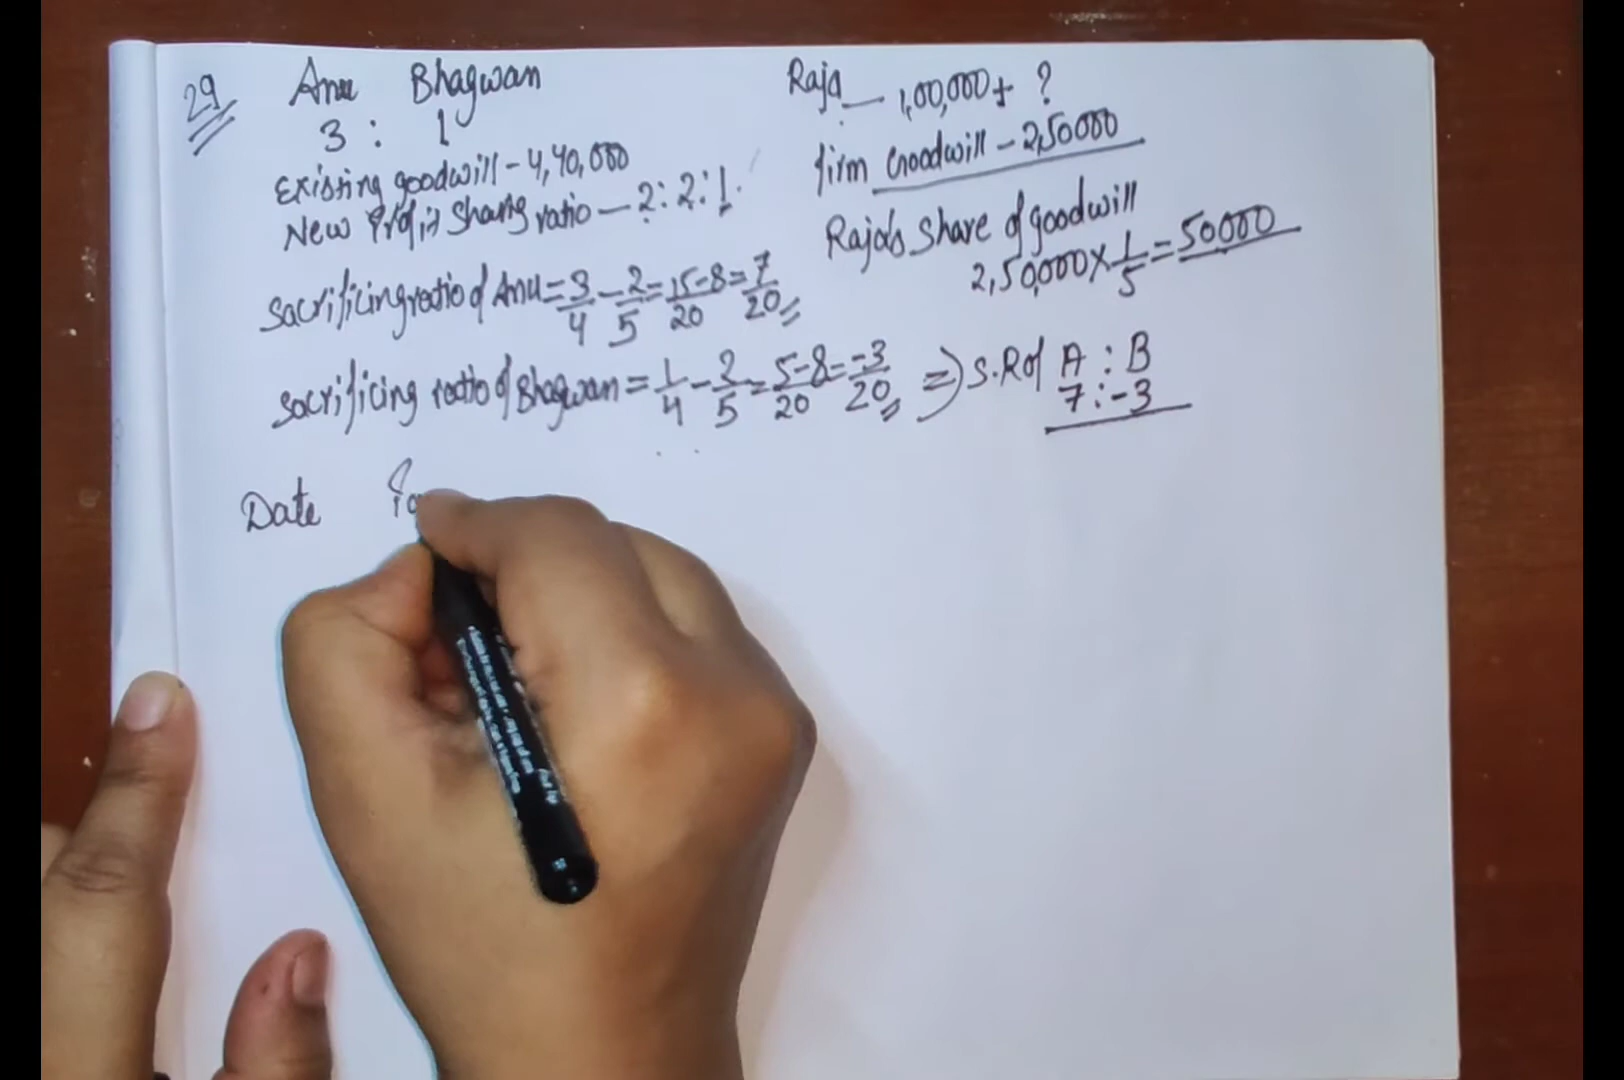 29 Anu Bhagwan
3 : 1
Existing goodwill - 4,40,000
New Profit Sharing ratio - 2:2:1.
Raja - 1,00,000 + ?
firm Goodwill - 2,50000
Raja's Share of goodwill
2,50,000 × 1/5 = 50000
Sacrificing ratio of Anu = 3/4 - 2/5 = 15-8/20 = 7/20
Sacrificing ratio of Bhagwan = 1/4 - 2/5 = 5-8/20 = -3/20 ⇒ S.R of A : B
7 : -3
Date